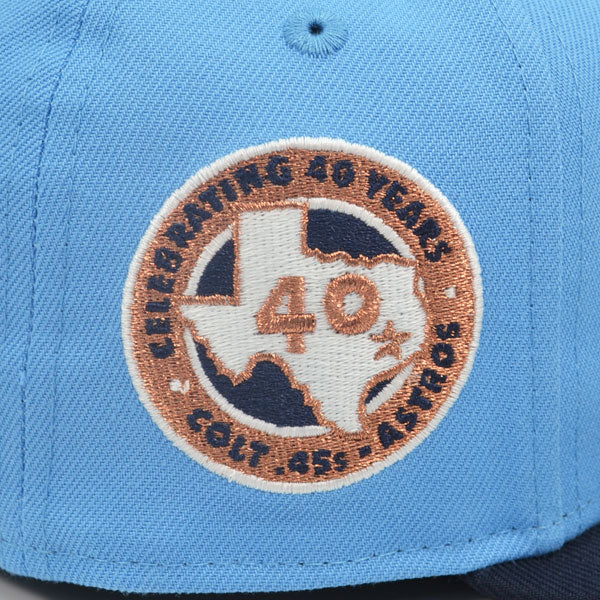 CELEBRATING 40 YEARS
40
COLT .45s - ASTROS